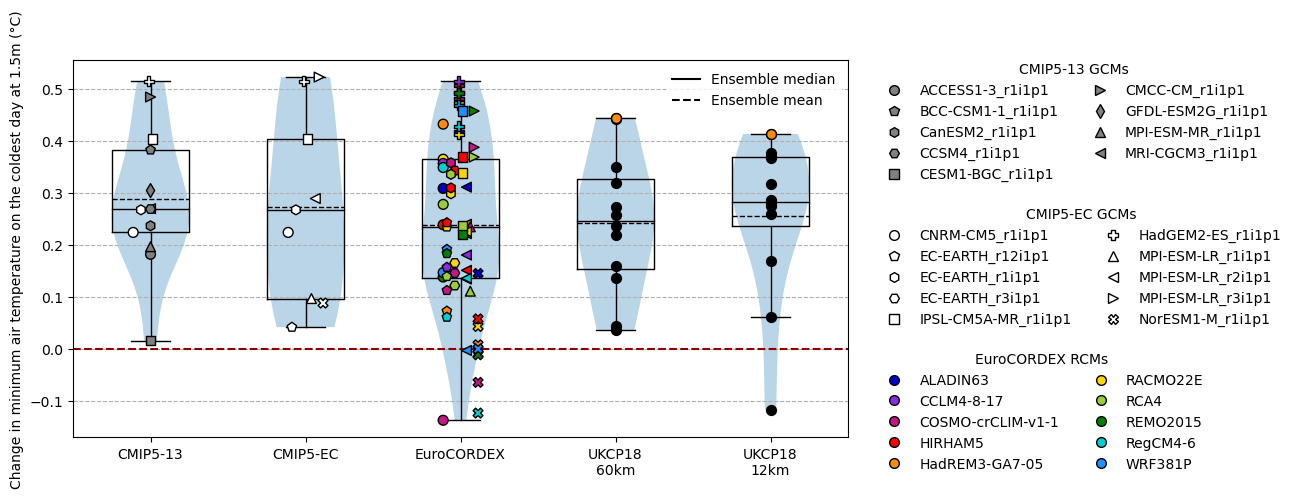 Change in minimum air temperature on the coldest day at 1.5m (°C)
0.5
0.4
0.3
0.2
0.1
0.0
−0.1
Ensemble median
Ensemble mean
CMIP5-13
CMIP5-EC
EuroCORDEX
UKCP18
60km
UKCP18
12km
CMIP5-13 GCMs
ACCESS1-3_r1i1p1
BCC-CSM1-1_r1i1p1
CanESM2_r1i1p1
CCSM4_r1i1p1
CESM1-BGC_r1i1p1
CMCC-CM_r1i1p1
GFDL-ESM2G_r1i1p1
MPI-ESM-MR_r1i1p1
MRI-CGCM3_r1i1p1
CMIP5-EC GCMs
CNRM-CM5_r1i1p1
EC-EARTH_r12i1p1
EC-EARTH_r1i1p1
EC-EARTH_r3i1p1
IPSL-CM5A-MR_r1i1p1
HadGEM2-ES_r1i1p1
MPI-ESM-LR_r1i1p1
MPI-ESM-LR_r2i1p1
MPI-ESM-LR_r3i1p1
NorESM1-M_r1i1p1
EuroCORDEX RCMs
ALADIN63
CCLM4-8-17
COSMO-crCLIM-v1-1
HIRHAM5
HadREM3-GA7-05
RACMO22E
RCA4
REMO2015
RegCM4-6
WRF381P